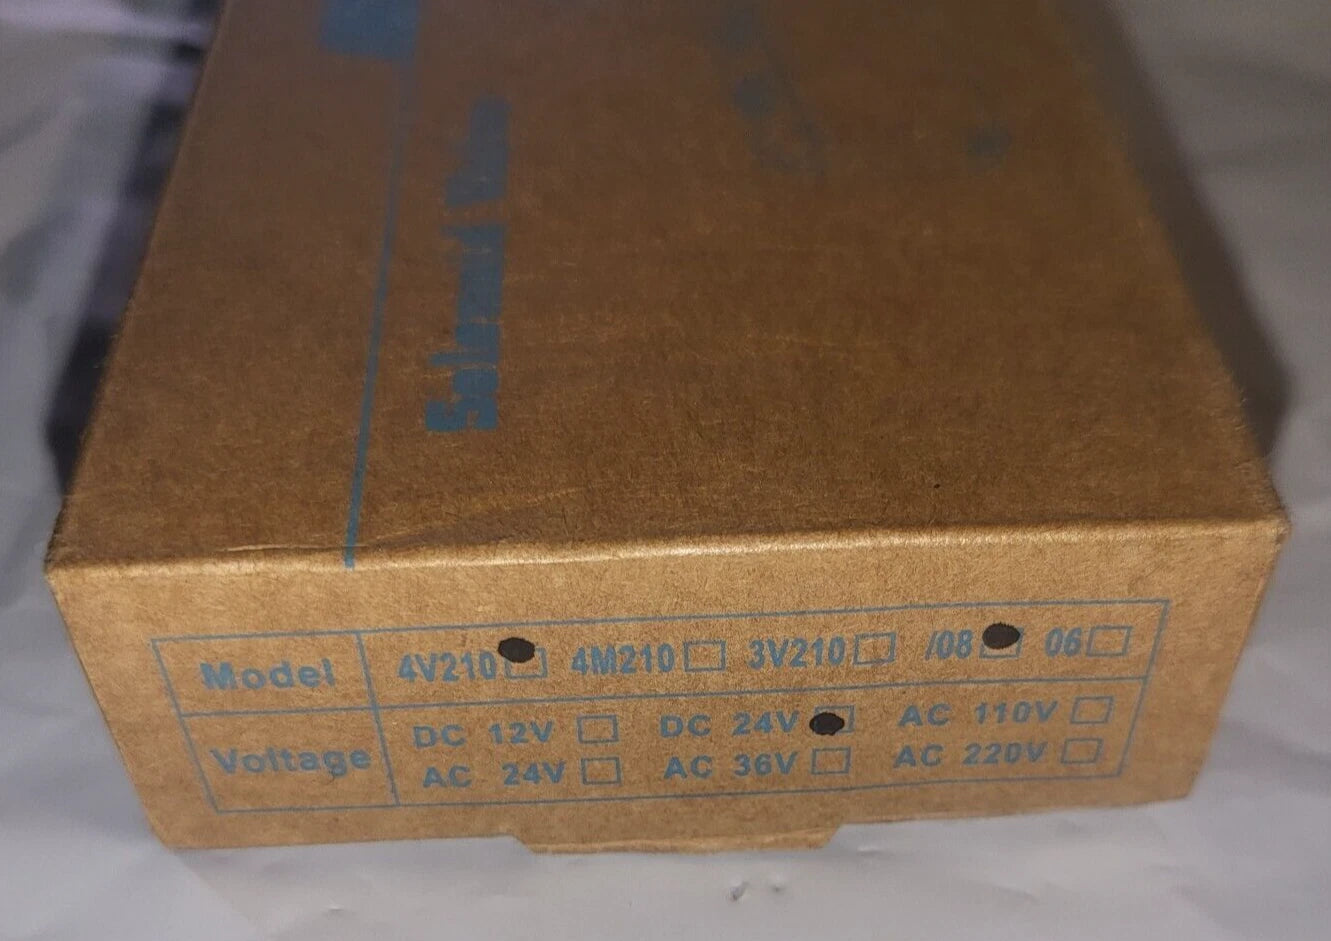 Solenoid Valve
Model 4V210 4M210 3V210 /08 06
Voltage
DC 12V DC 24V AC 110V
AC 24V AC 36V AC 220V